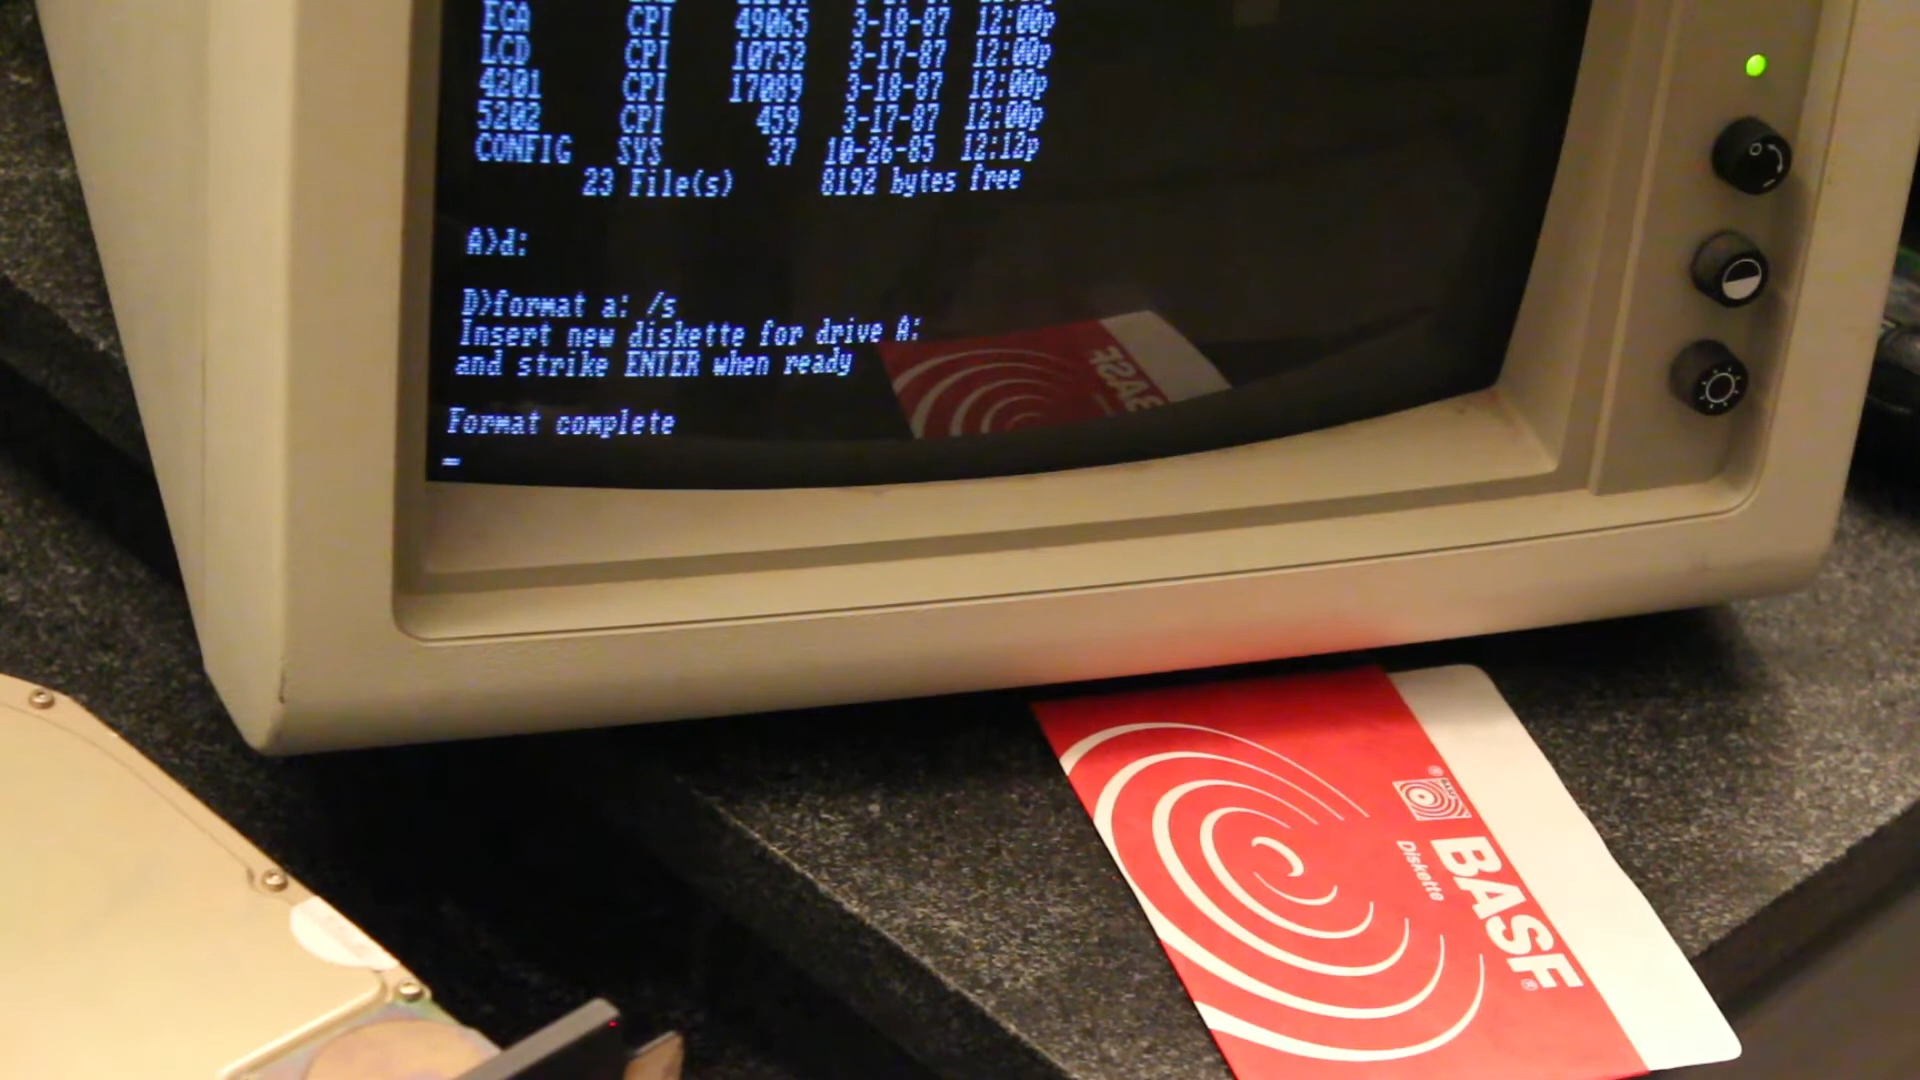 EGA CPI 49065 3-18-87 12:00p
LCD CPI 10752 3-17-87 12:00p
4201 CPI 17089 3-18-87 12:00p
5202 CPI 459 3-17-87 12:00p
CONFIG SYS 37 10-26-85 12:12p
23 File(s) 8192 bytes free
A>d:
D>format a: /s
Insert new diskette for drive A:
and strike ENTER when ready
Format complete
BASF
® BASF®
Diskette